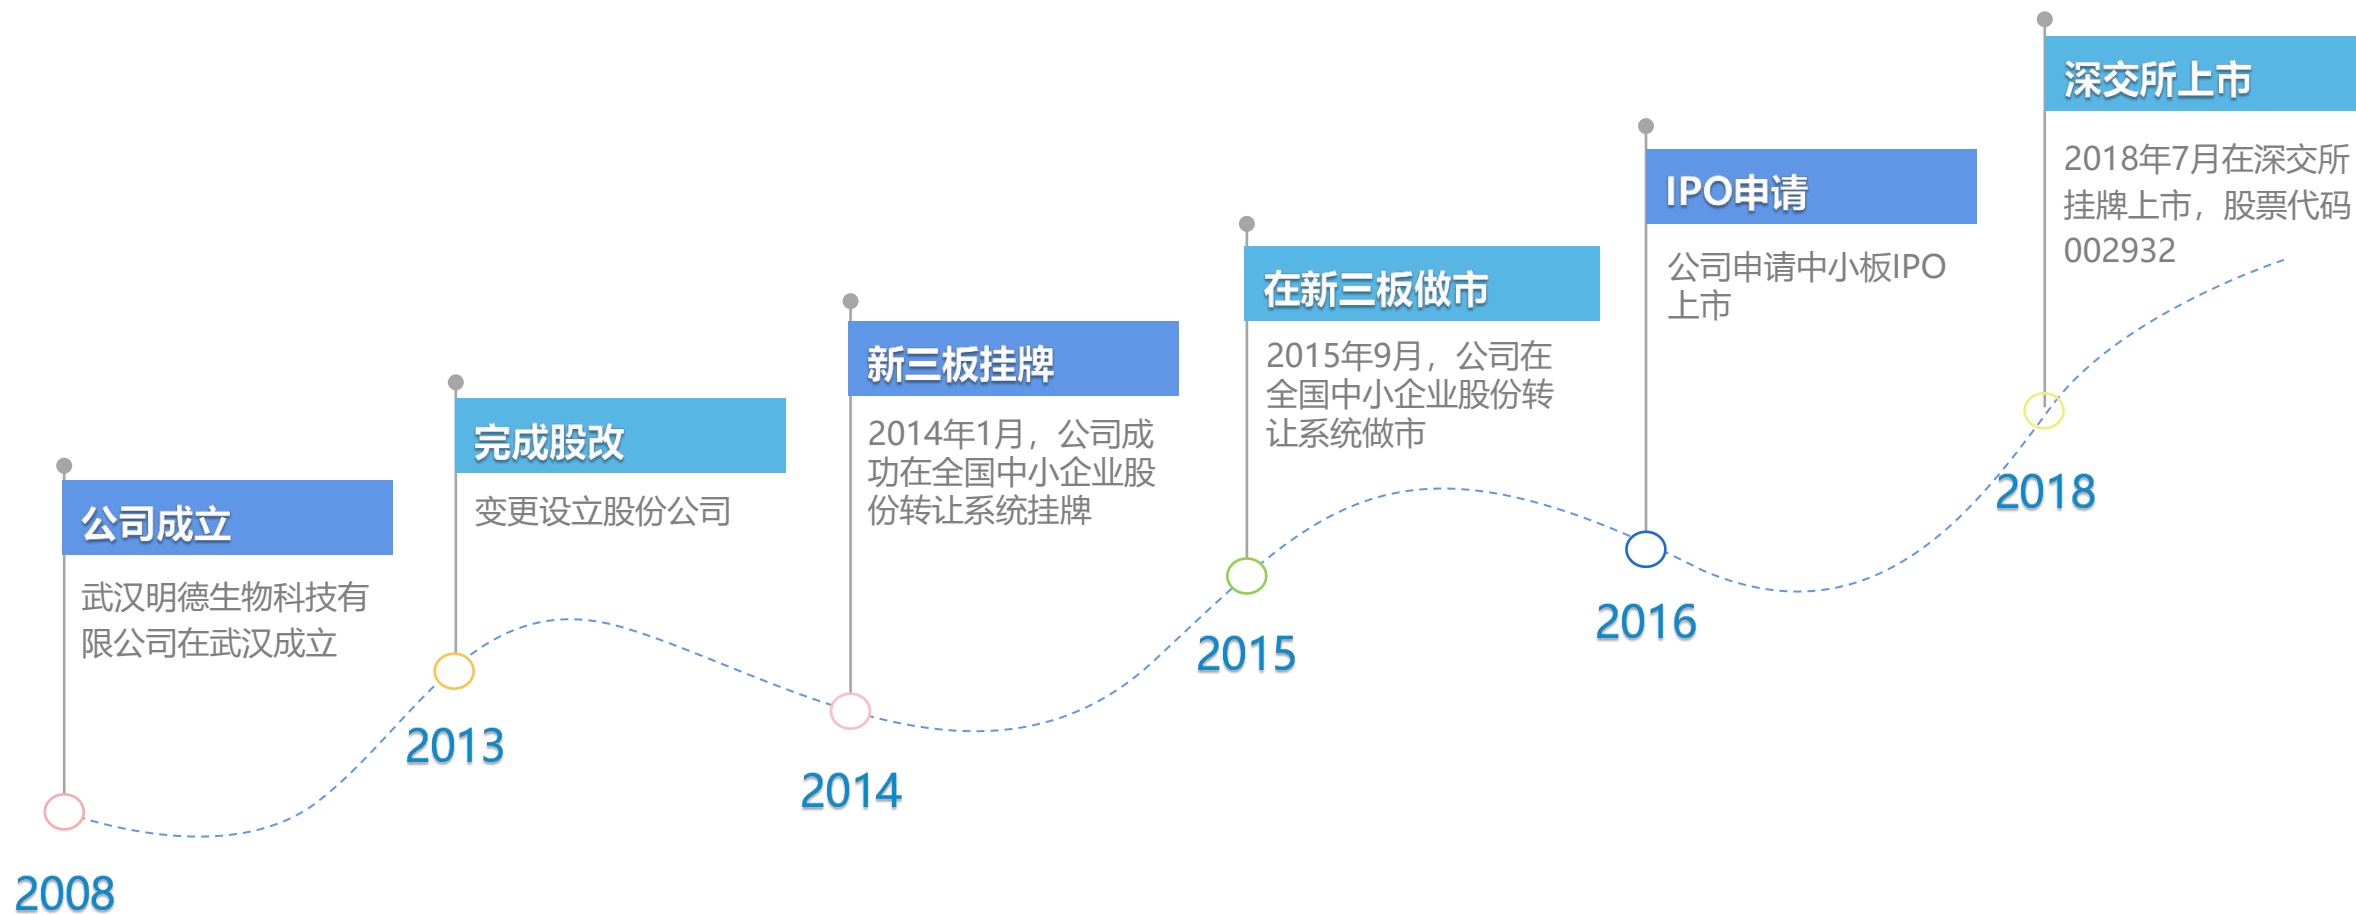 公司成立
武汉明德生物科技有
限公司在武汉成立
2008
完成股改
变更设立股份公司
2013
新三板挂牌
2014年1月，公司成
功在全国中小企业股
份转让系统挂牌
2014
在新三板做市
2015年9月，公司在
全国中小企业股份转
让系统做市
2015
IPO申请
公司申请中小板IPO
上市
2016
深交所上市
2018年7月在深交所
挂牌上市，股票代码
002932
2018